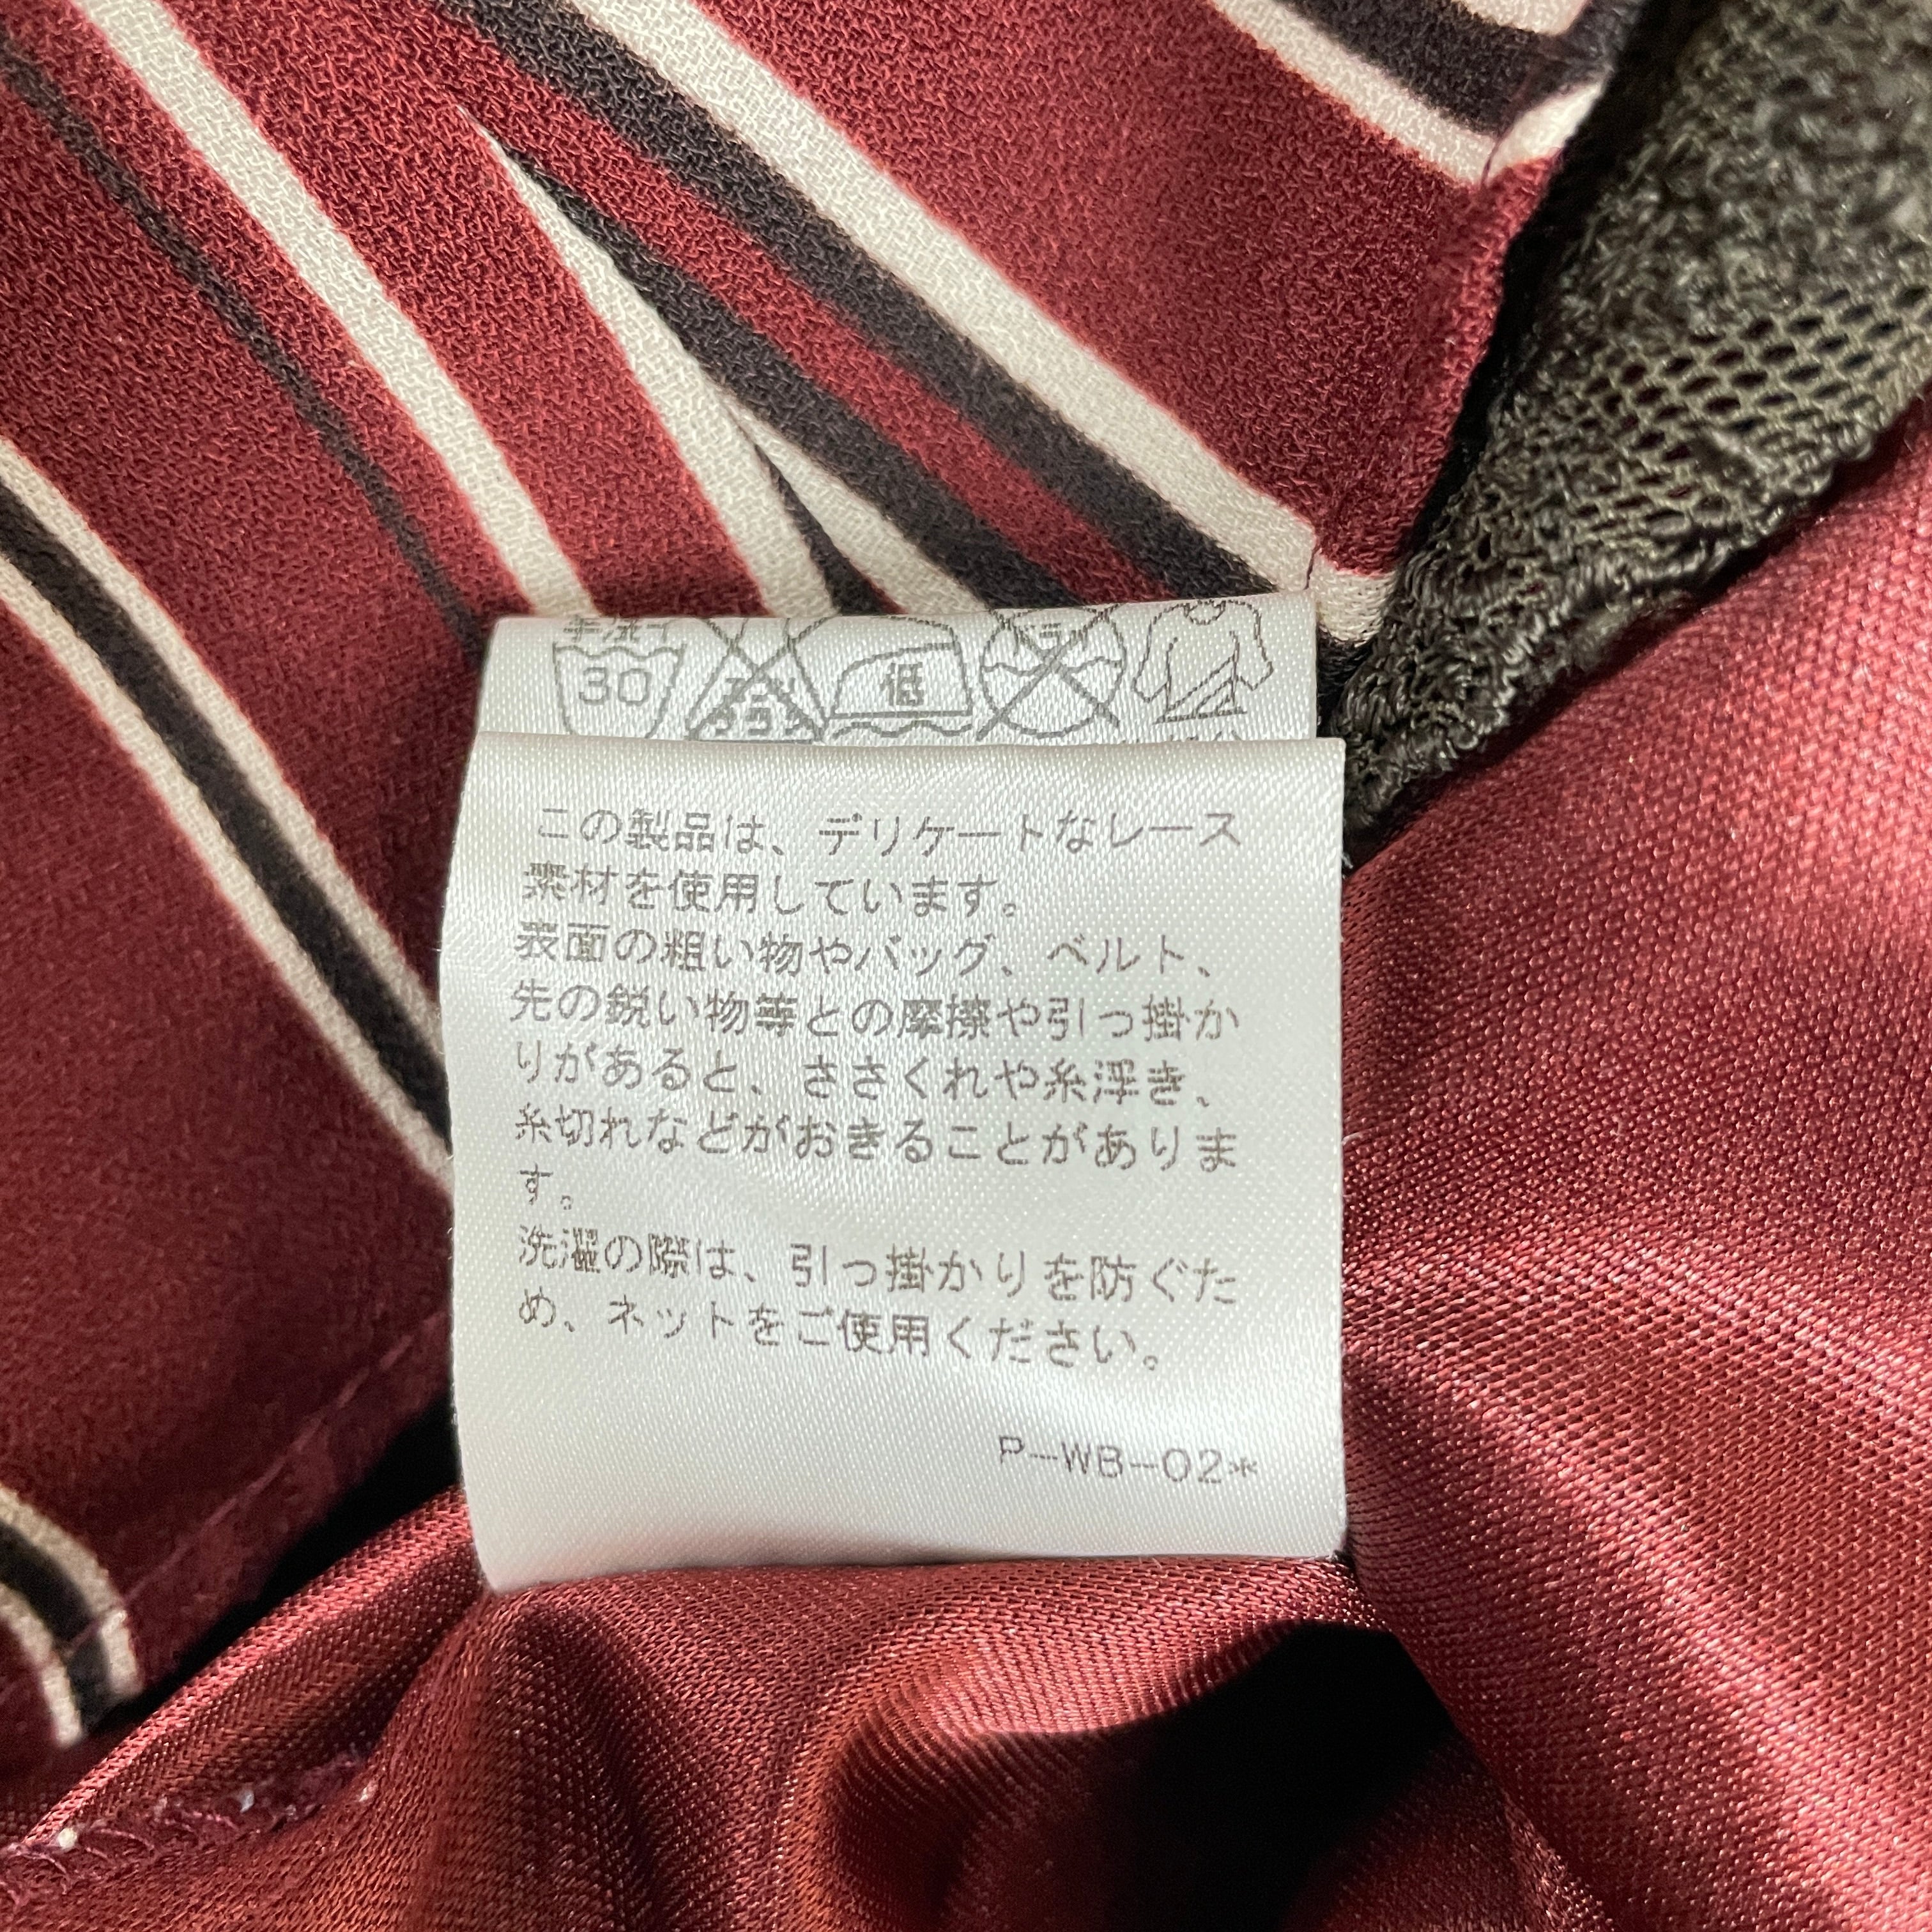 手洗イ
30
エンソ
サラシ
低
この製品は、デリケートなレース
素材を使用しています。
表面の粗い物やバッグ、ベルト、
先の鋭い物等との摩擦や引っ掛か
りがあると、ささくれや糸浮き、
糸切れなどがおきることがありま
す。
洗濯の際は、引っ掛かりを防ぐた
め、ネットをご使用ください。
P-WB-02*